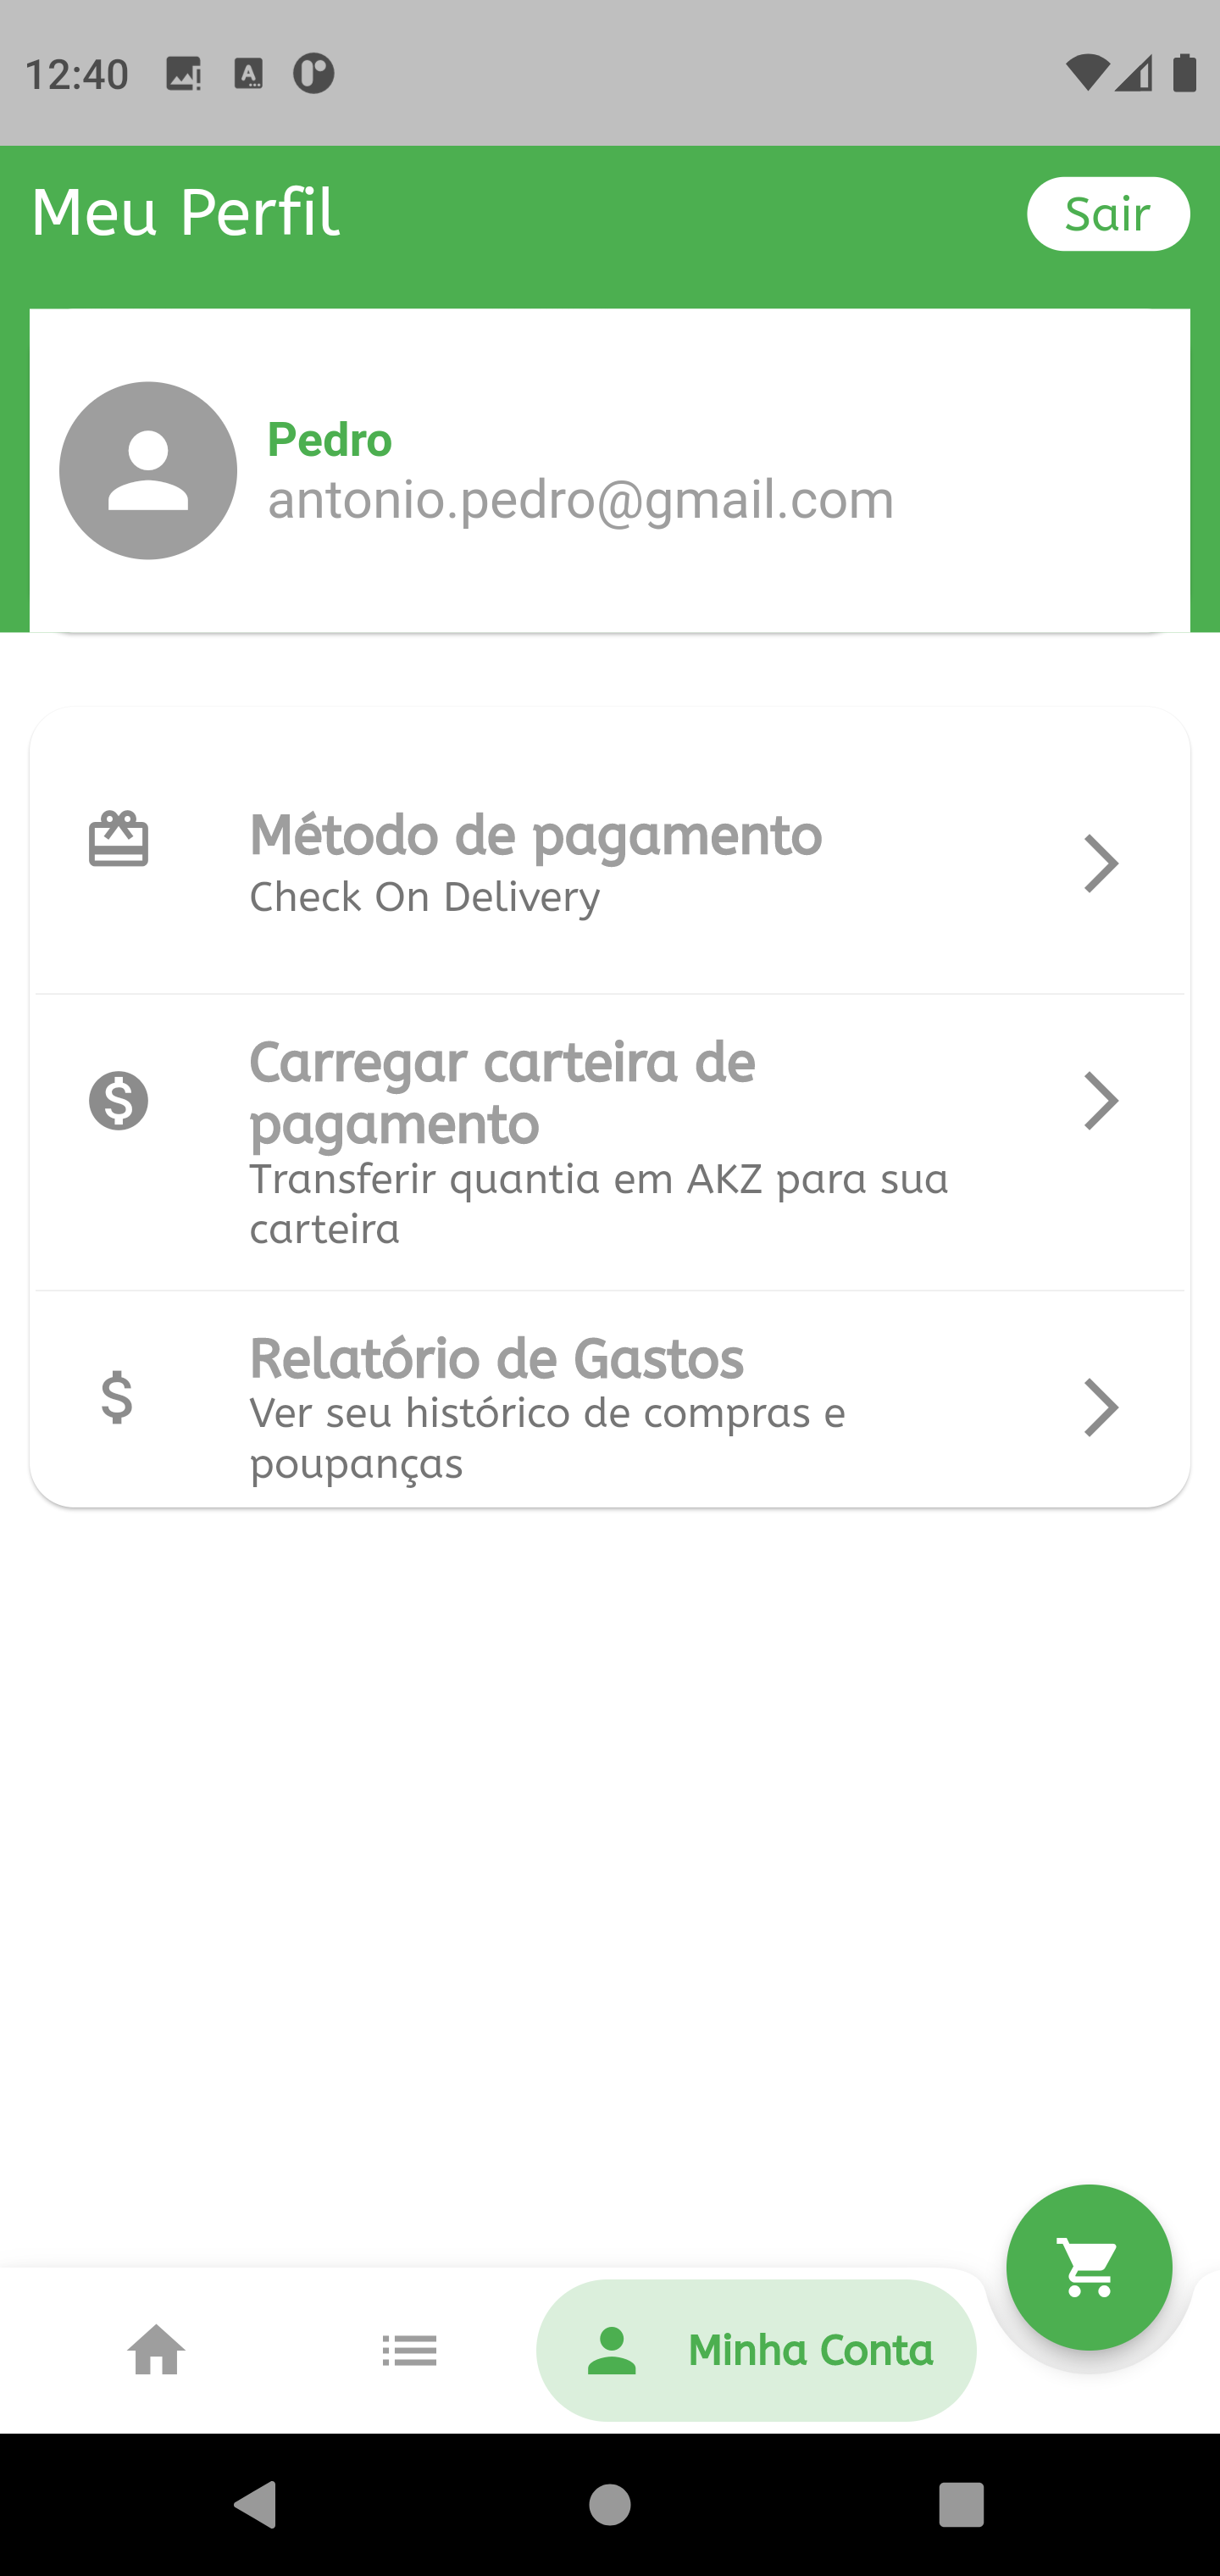 12:40
Meu Perfil
Sair
Pedro
antonio.pedro@gmail.com
Método de pagamento
Check On Delivery
Carregar carteira de
pagamento
Transferir quantia em AKZ para sua
carteira
Relatório de Gastos
Ver seu histórico de compras e
poupanças
Minha Conta